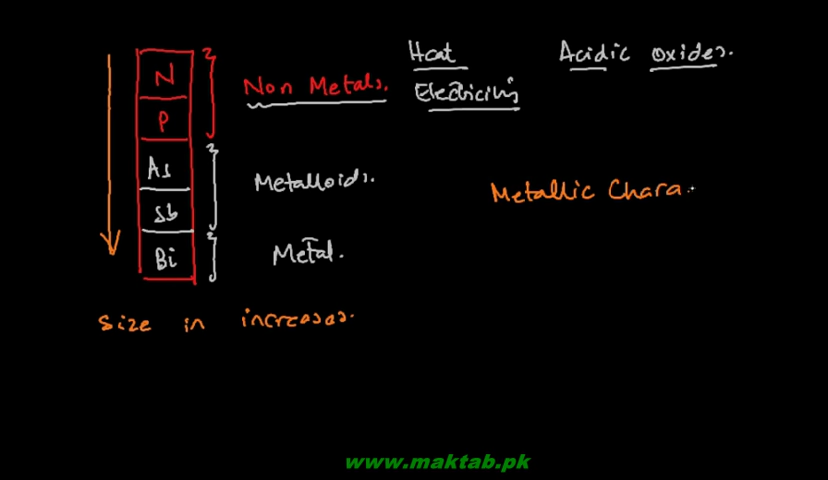 N
P
As
Sb
Bi
Non Metals.
Metalloids.
Metal.
Heat
Electricity
Acidic oxides.
Metallic Chara
Size in increases.
www.maktab.pk